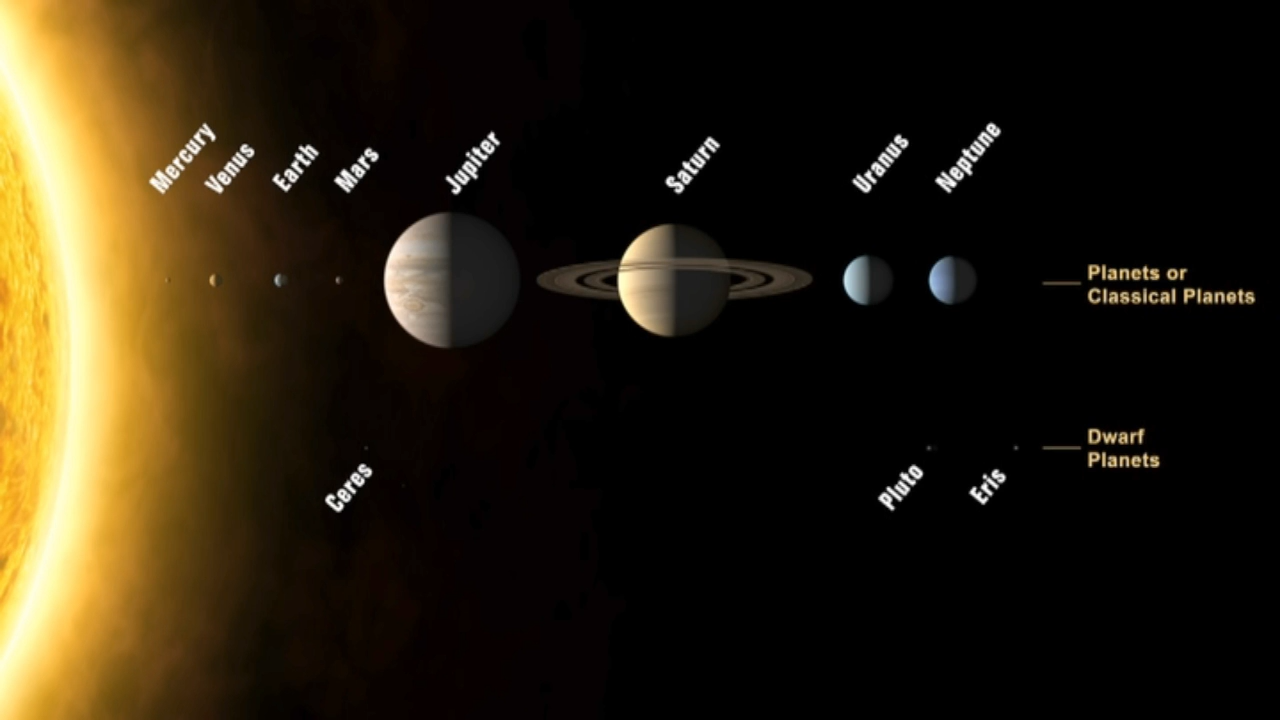 Mercury
Venus
Earth
Mars
Jupiter
Saturn
Uranus
Neptune
Planets or
Classical Planets
Ceres
Pluto
Eris
Dwarf
Planets